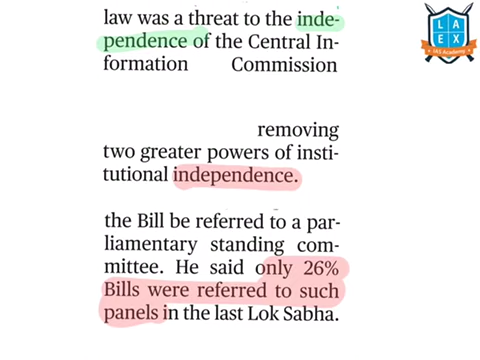 law was a threat to the inde-
pendence of the Central In-
formation Commission
removing
two greater powers of insti-
tutional independence.
the Bill be referred to a par-
liamentary standing com-
mittee. He said only 26%
Bills were referred to such
panels in the last Lok Sabha.
L A
E X
IAS Academy